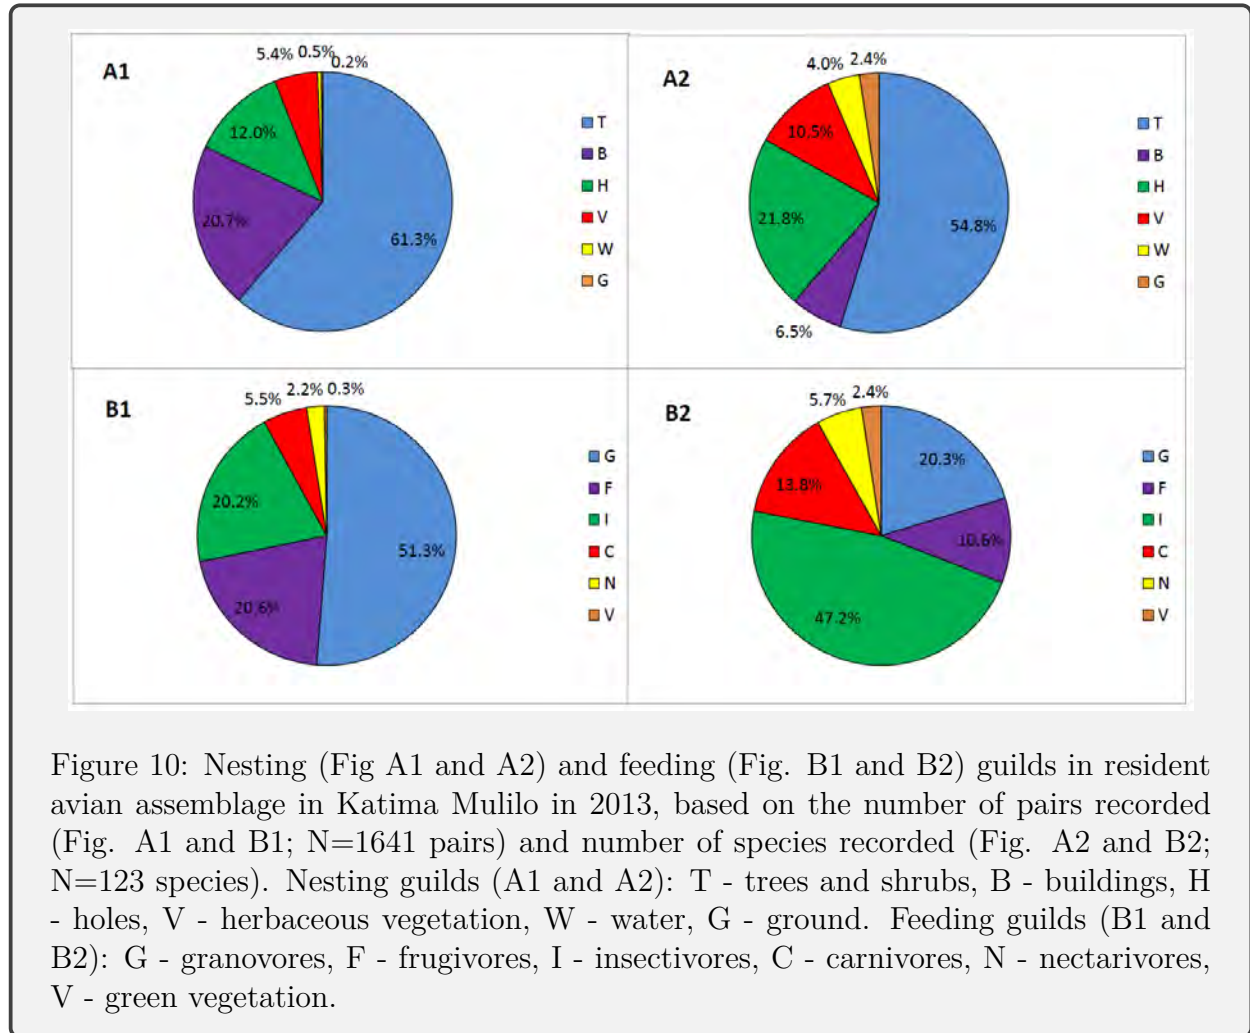 A1
5.4% 0.5%
0.2%
12.0%
20.7%
61.3%
T
B
H
V
W
G
A2
4.0% 2.4%
10.5%
21.8%
54.8%
6.5%
T
B
H
V
W
G
B1
5.5% 2.2% 0.3%
20.2%
51.3%
20.6%
G
F
I
C
N
V
B2
5.7% 2.4%
20.3%
13.8%
10.6%
47.2%
G
F
I
C
N
V
Figure 10: Nesting (Fig A1 and A2) and feeding (Fig. B1 and B2) guilds in resident
avian assemblage in Katima Mulilo in 2013, based on the number of pairs recorded
(Fig. A1 and B1; N=1641 pairs) and number of species recorded (Fig. A2 and B2;
N=123 species). Nesting guilds (A1 and A2): T - trees and shrubs, B - buildings, H
- holes, V - herbaceous vegetation, W - water, G - ground. Feeding guilds (B1 and
B2): G - granovores, F - frugivores, I - insectivores, C - carnivores, N - nectarivores,
V - green vegetation.